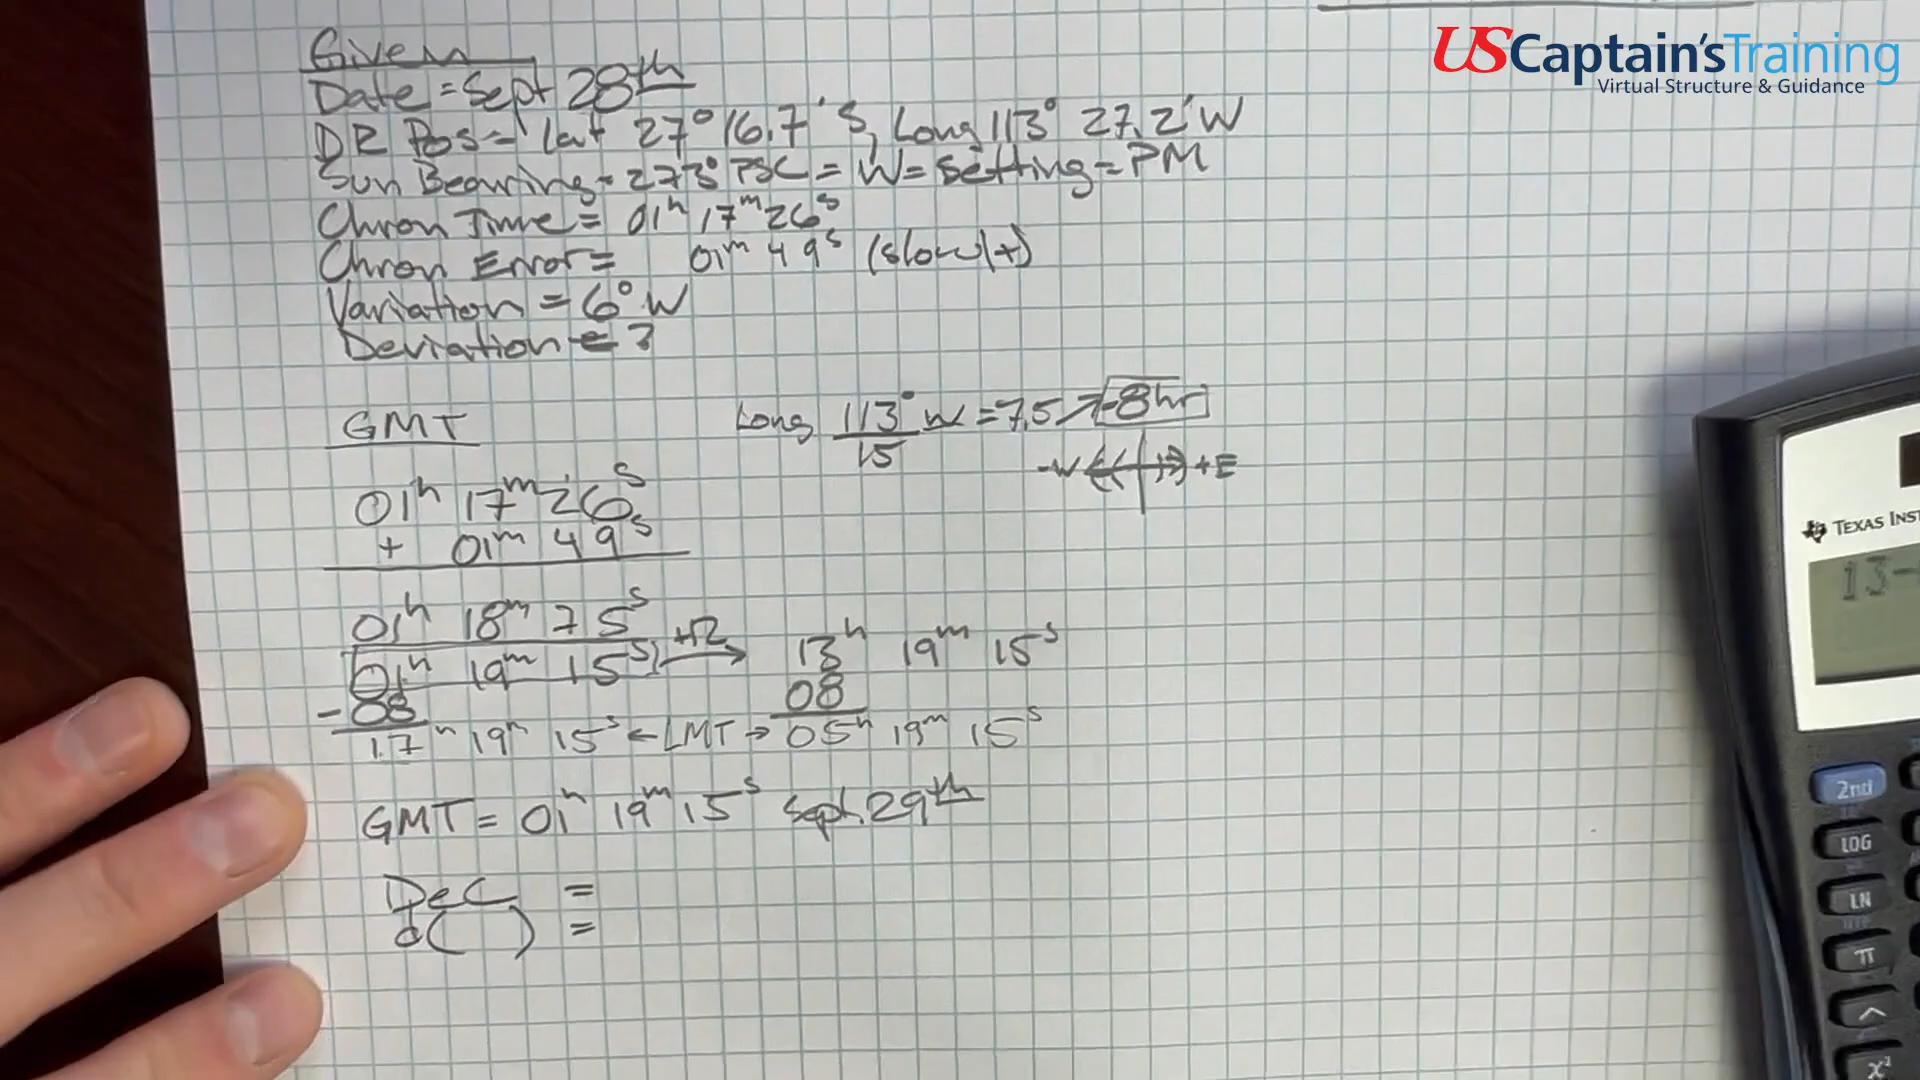 USCaptain'sTraining
Virtual Structure & Guidance
Given
Date = Sept 28th
DR Pos = Lat 27° 16.7' S, Long 113° 27.2' W
Sun Bearing = 273° PSC = W = Setting = PM
Chron Time = 01h 17m 26s
Chron Error = 01m 49s (slow)(+)
Variation = 6° W
Deviation = ?
GMT
Long 113° W = 7.5 → -8hr
15
-W +E
01h 17m 26s
+ 01m 49s
01h 18m 75s
01h 19m 15s +12 → 13h 19m 15s
- 08 08
17h 19m 15s ← LMT → 05h 19m 15s
GMT = 01h 19m 15s Sept. 29th
Dec =
d( ) =
TEXAS INST
13-
2nd
LOG
LN
π
^
x²